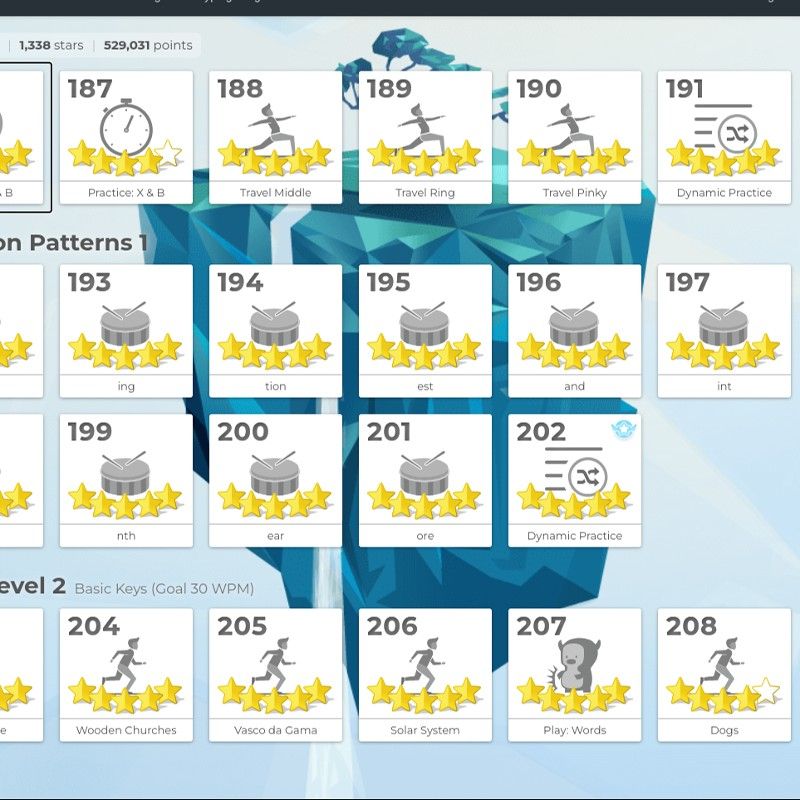 1,338 stars | 529,031 points
187 188 189 190 191
B Practice: X & B Travel Middle Travel Ring Travel Pinky Dynamic Practice
on Patterns 1
193 194 195 196 197
ing tion est and int
199 200 201 202
nth ear ore Dynamic Practice
evel 2 Basic Keys (Goal 30 WPM)
204 205 206 207 208
e Wooden Churches Vasco da Gama Solar System Play: Words Dogs